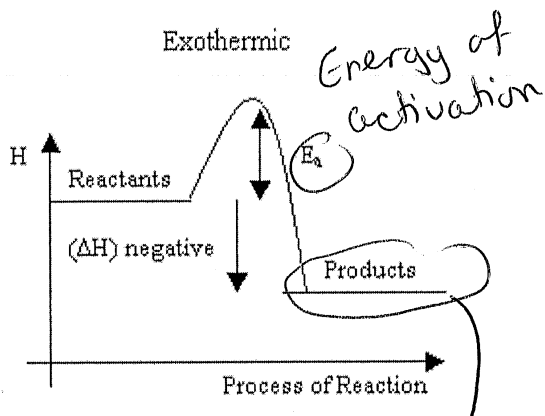 Exothermic
Energy of
activation
H
Reactants
Ea
(ΔH) negative
Products
Process of Reaction